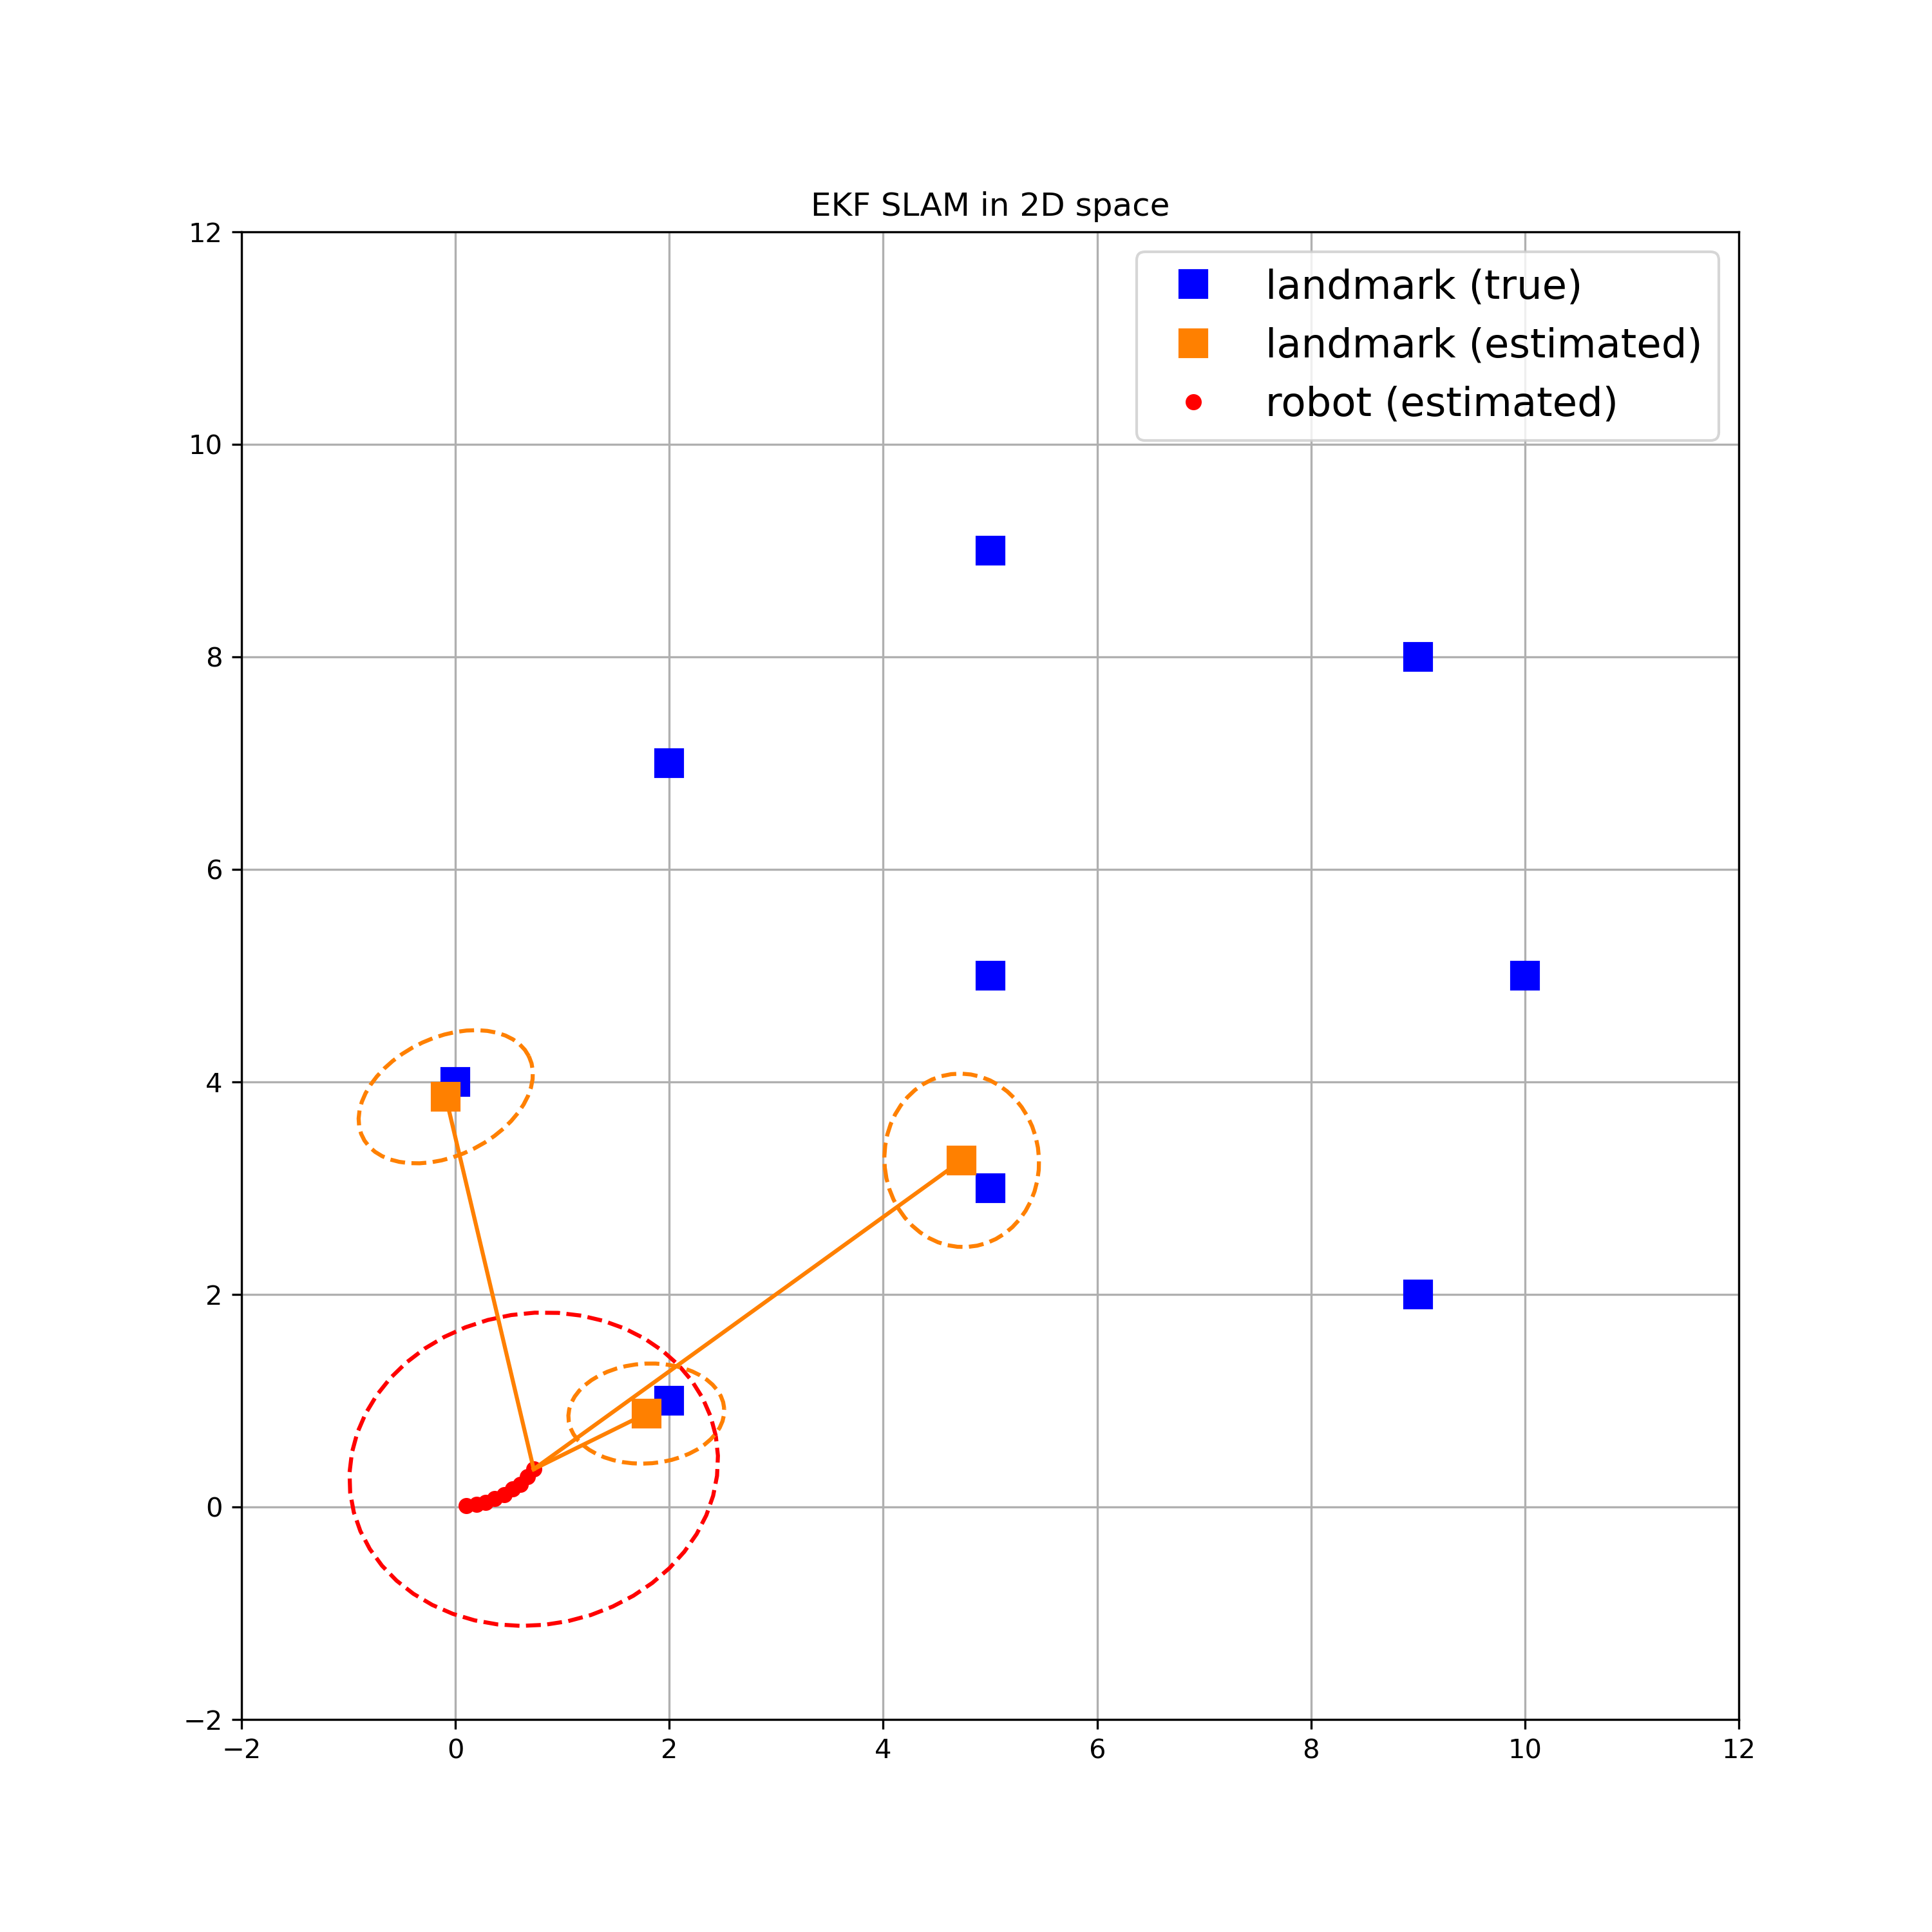 EKF SLAM in 2D space
landmark (true)
landmark (estimated)
robot (estimated)
12
10
8
6
4
2
0
−2
−2 0 2 4 6 8 10 12